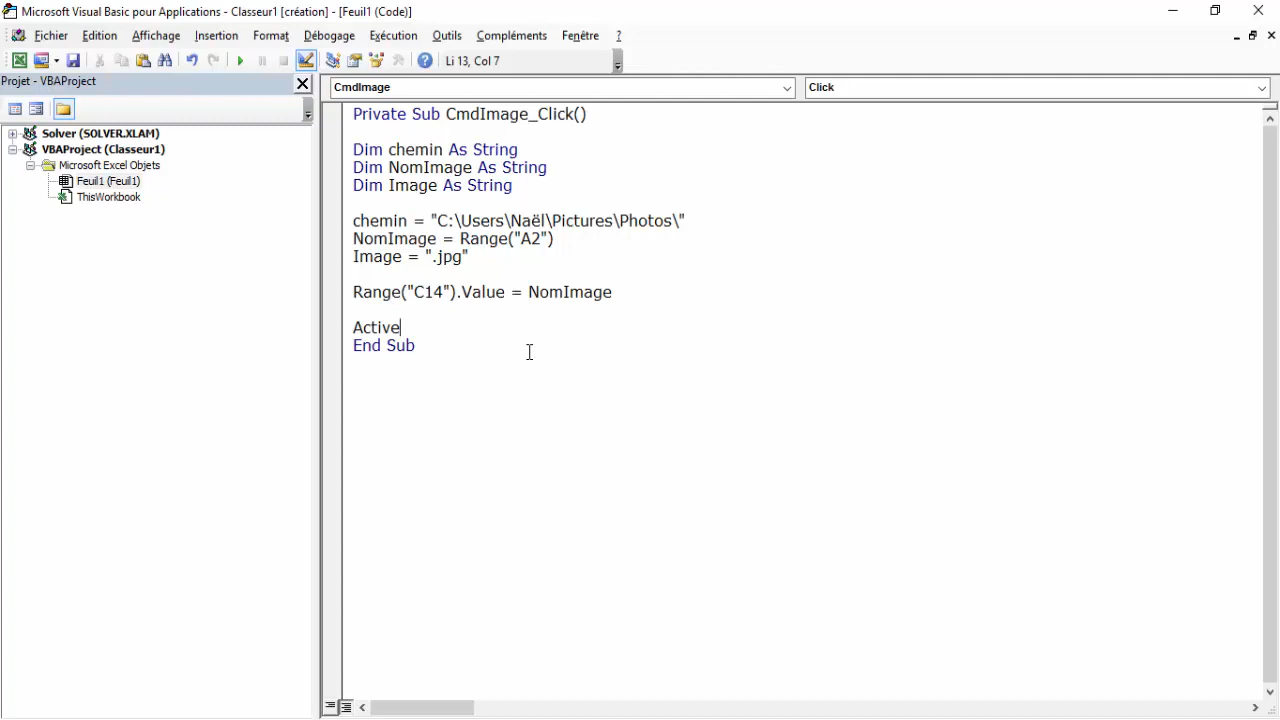 Microsoft Visual Basic pour Applications - Classeur1 [création] - [Feuil1 (Code)]
Fichier Edition Affichage Insertion Format Débogage Exécution Outils Compléments Fenêtre ?
Li 13, Col 7
Projet - VBAProject
CmdImage
Click
Solver (SOLVER.XLAM)
VBAProject (Classeur1)
Microsoft Excel Objets
Feuil1 (Feuil1)
ThisWorkbook
Private Sub CmdImage_Click()
Dim chemin As String
Dim NomImage As String
Dim Image As String
chemin = "C:\Users\Naël\Pictures\Photos\"
NomImage = Range("A2")
Image = ".jpg"
Range("C14").Value = NomImage
Active
End Sub